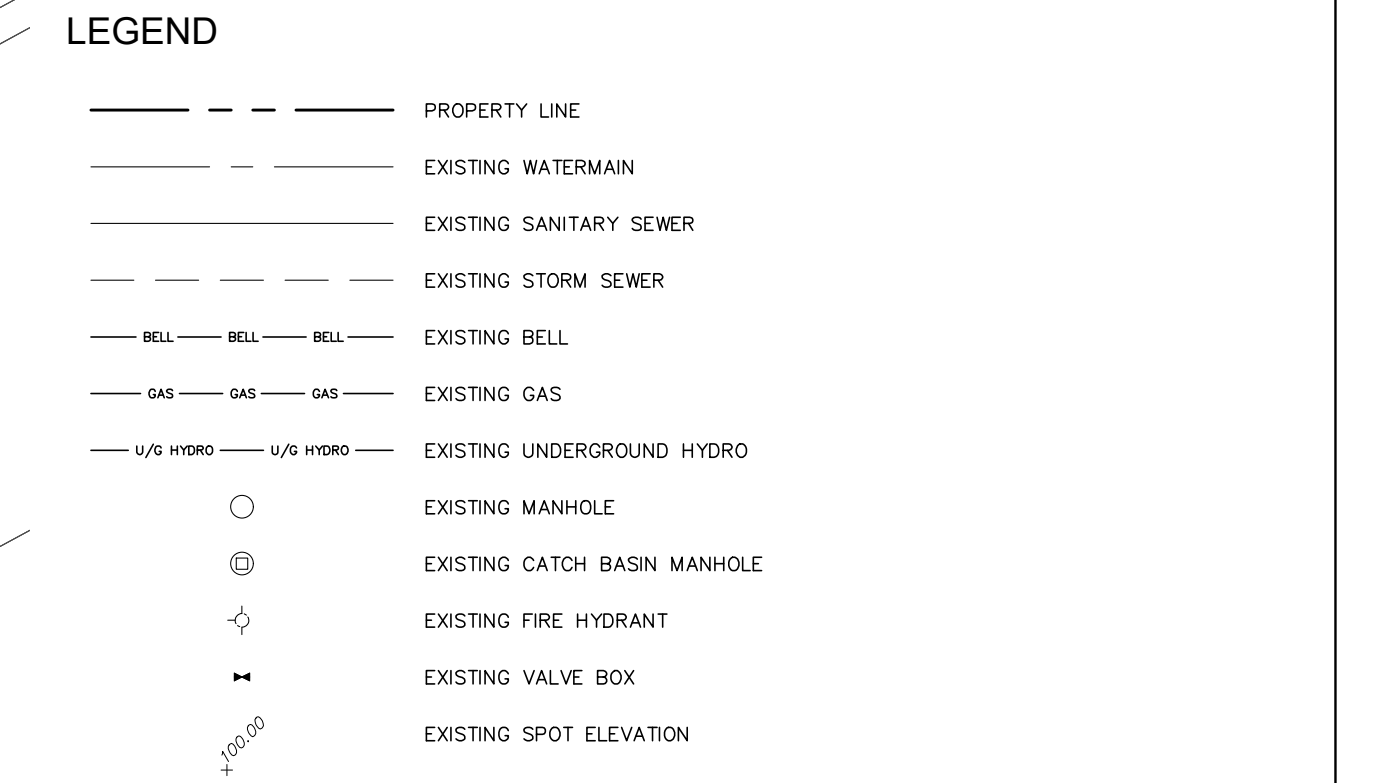 LEGEND
PROPERTY LINE
EXISTING WATERMAIN
EXISTING SANITARY SEWER
EXISTING STORM SEWER
BELL BELL BELL EXISTING BELL
GAS GAS GAS EXISTING GAS
U/G HYDRO U/G HYDRO EXISTING UNDERGROUND HYDRO
EXISTING MANHOLE
EXISTING CATCH BASIN MANHOLE
EXISTING FIRE HYDRANT
EXISTING VALVE BOX
100.00 EXISTING SPOT ELEVATION